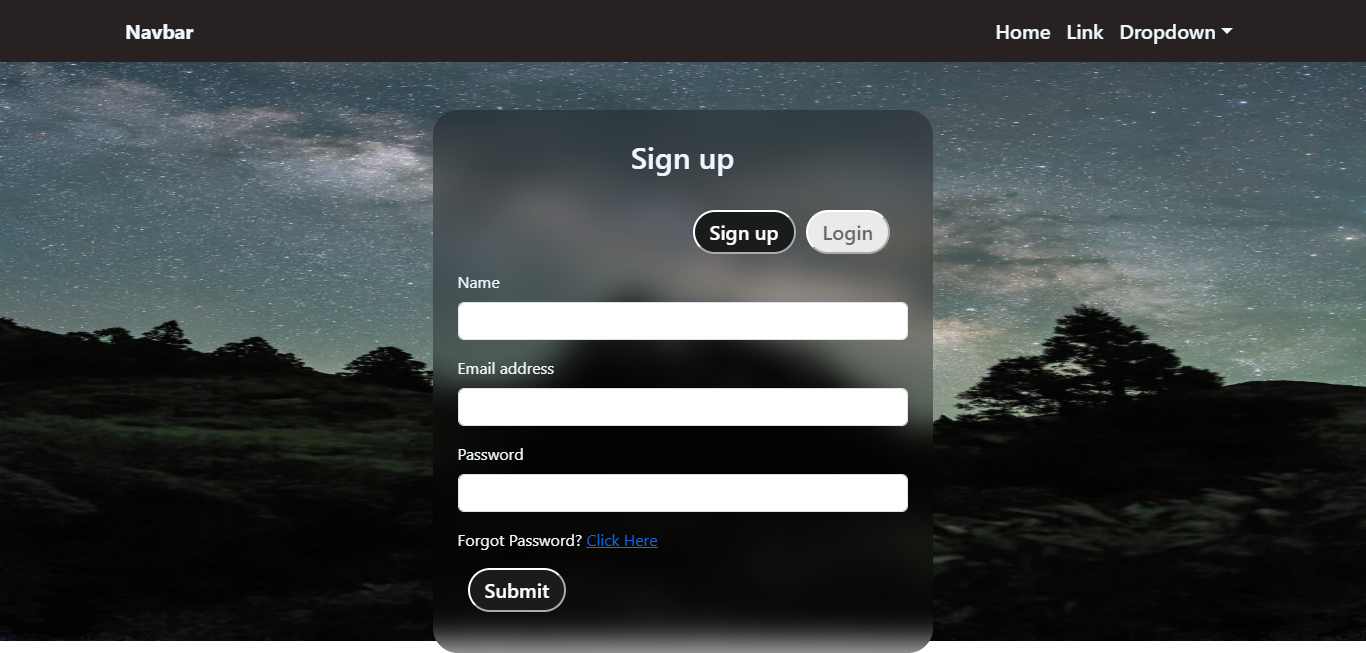 Navbar Home Link Dropdown
Sign up
Sign up Login
Name
Email address
Password
Forgot Password? Click Here
Submit